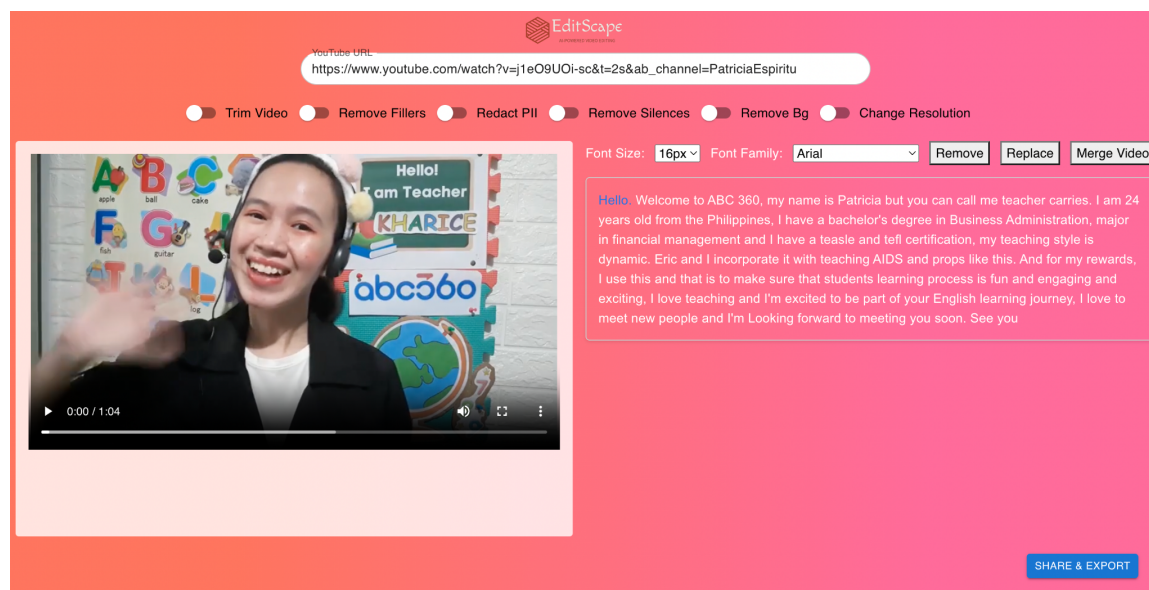 EditScape
AI-POWERED VIDEO EDITING
YouTube URL
https://www.youtube.com/watch?v=j1eO9UOi-sc&t=2s&ab_channel=PatriciaEspiritu
Trim Video Remove Fillers Redact PII Remove Silences Remove Bg Change Resolution
A B C
apple ball cake
F G
fish guitar
log
Hello!
I am Teacher
KHARICE
abc360
0:00 / 1:04
Font Size: 16px Font Family: Arial Remove Replace Merge Video
Hello. Welcome to ABC 360, my name is Patricia but you can call me teacher carries. I am 24
years old from the Philippines, I have a bachelor's degree in Business Administration, major
in financial management and I have a teasle and tefl certification, my teaching style is
dynamic. Eric and I incorporate it with teaching AIDS and props like this. And for my rewards,
I use this and that is to make sure that students learning process is fun and engaging and
exciting, I love teaching and I'm excited to be part of your English learning journey, I love to
meet new people and I'm Looking forward to meeting you soon. See you
SHARE & EXPORT